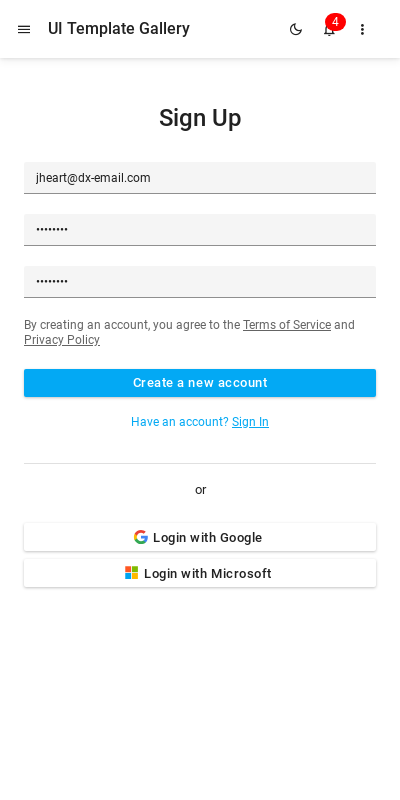 UI Template Gallery
4
Sign Up
jheart@dx-email.com
••••••••
••••••••
By creating an account, you agree to the Terms of Service and
Privacy Policy
Create a new account
Have an account? Sign In
or
Login with Google
Login with Microsoft